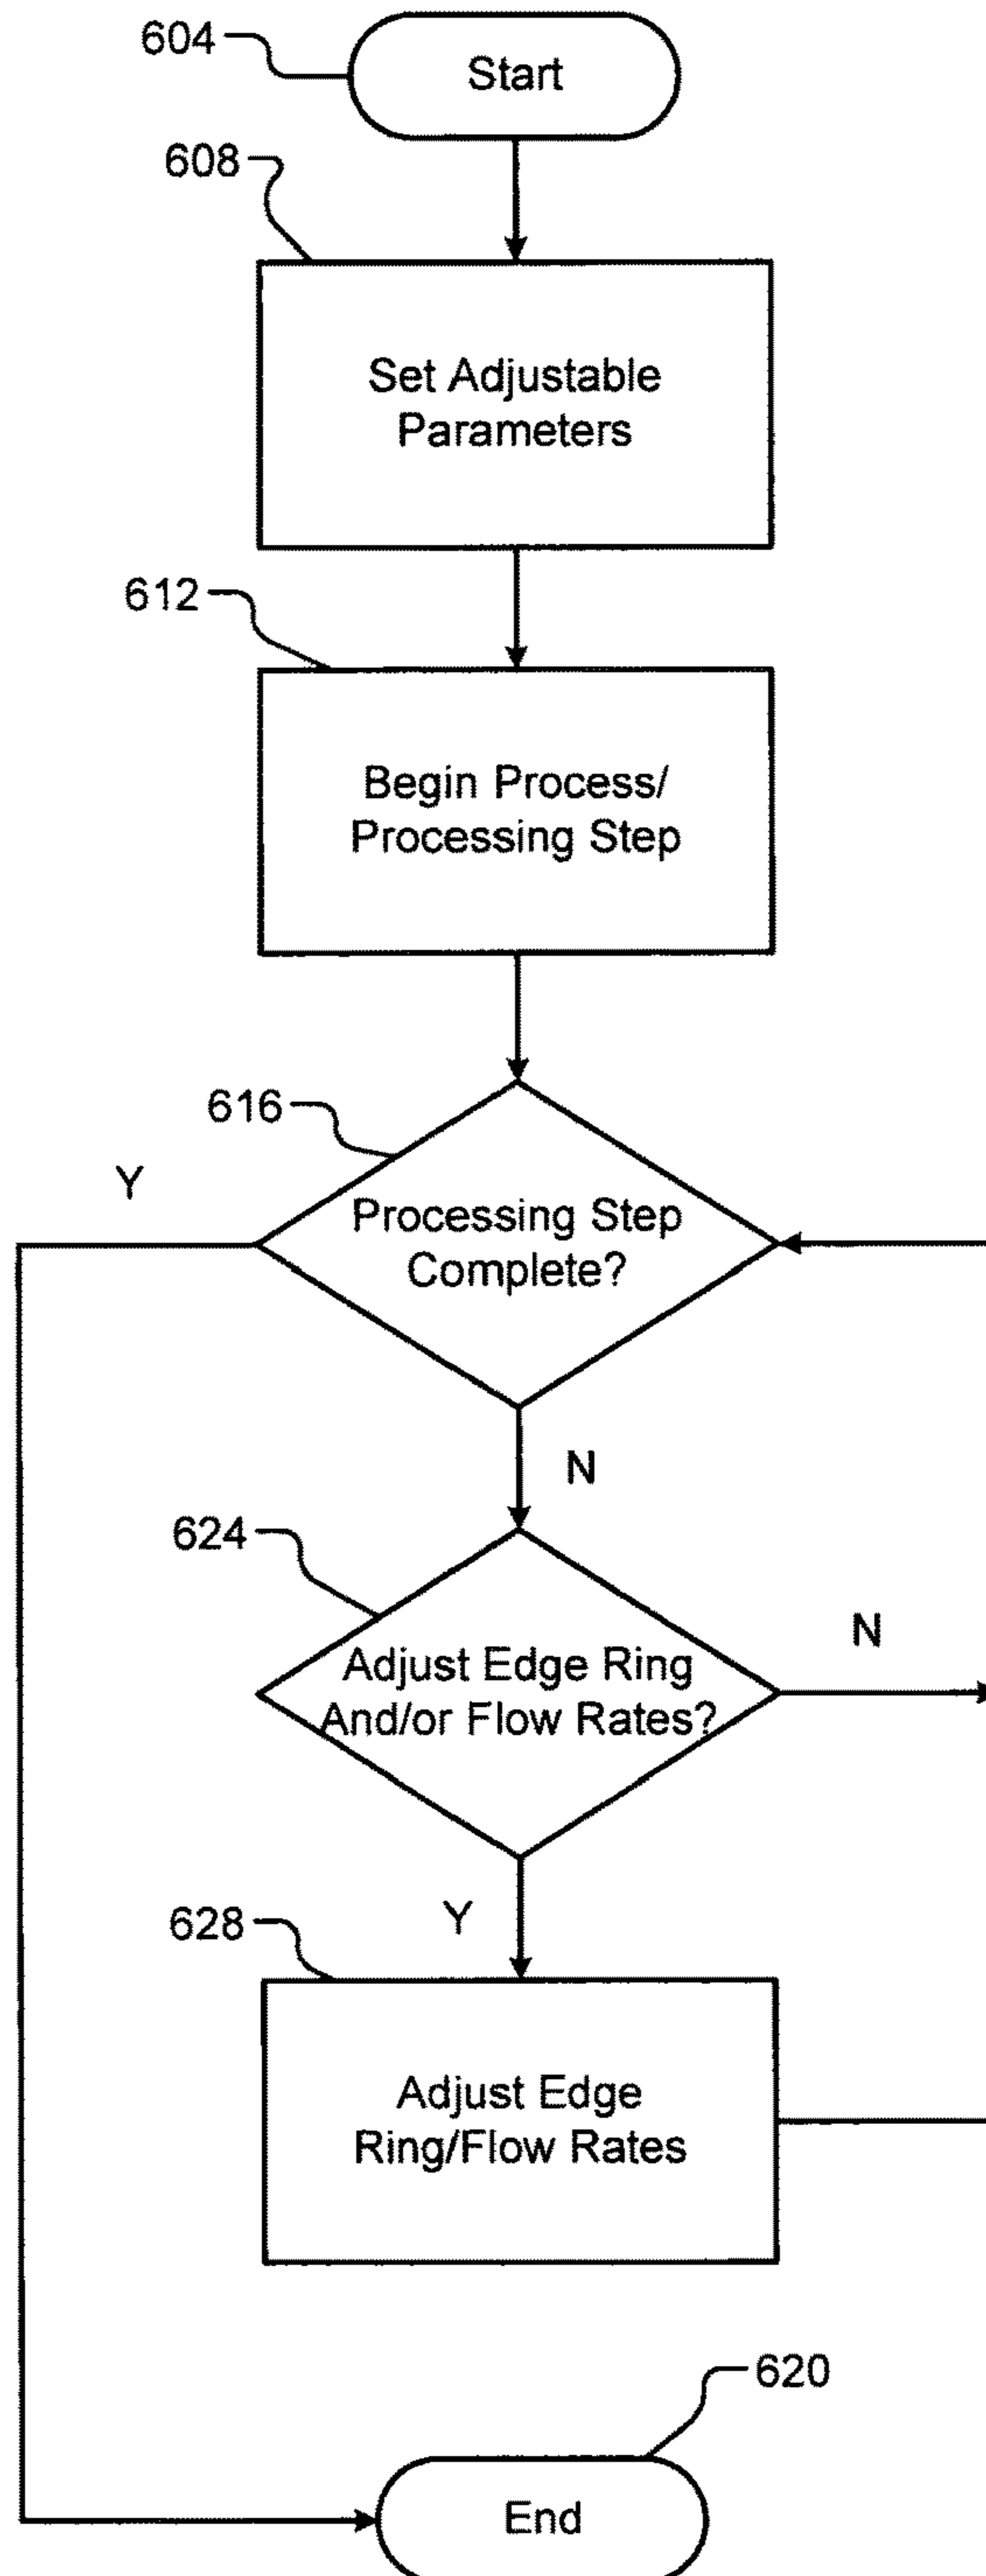 604
Start
608
Set Adjustable
Parameters
612
Begin Process/
Processing Step
616
Y
Processing Step
Complete?
N
624
Adjust Edge Ring
And/or Flow Rates?
N
Y
628
Adjust Edge
Ring/Flow Rates
620
End